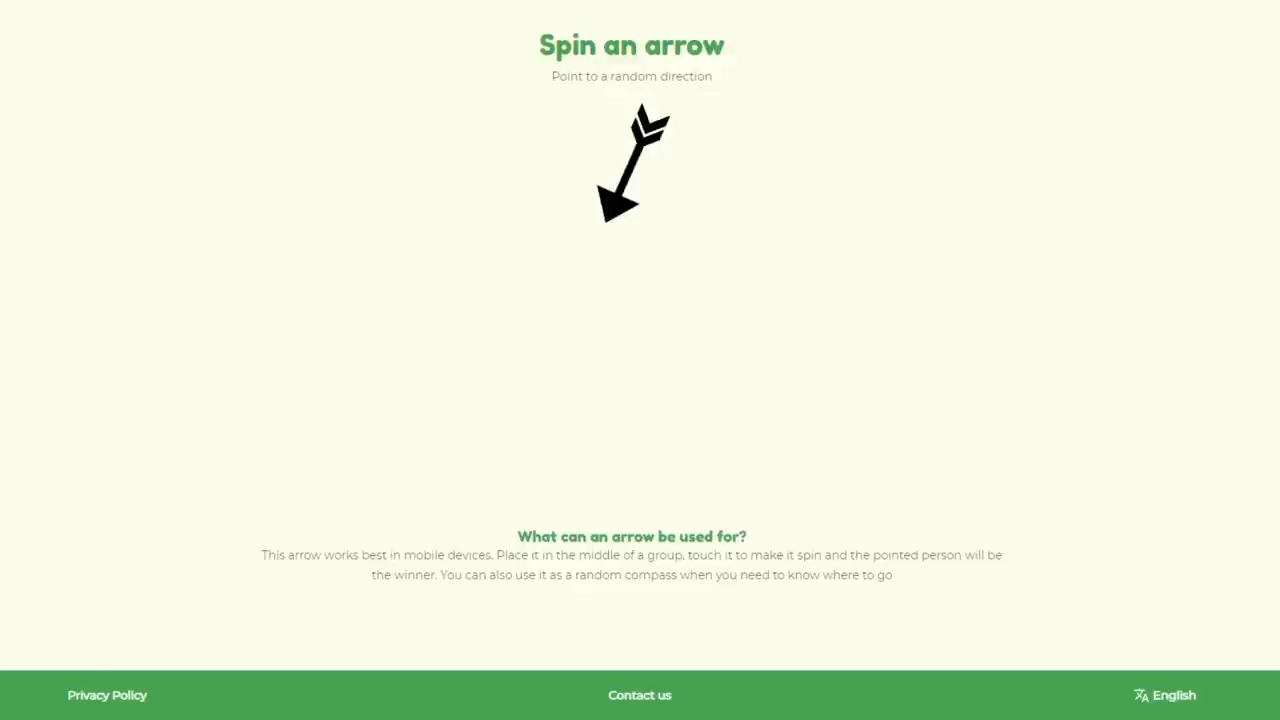 Spin an arrow
Point to a random direction
What can an arrow be used for?
This arrow works best in mobile devices. Place it in the middle of a group, touch it to make it spin and the pointed person will be
the winner. You can also use it as a random compass when you need to know where to go
Privacy Policy
Contact us
English